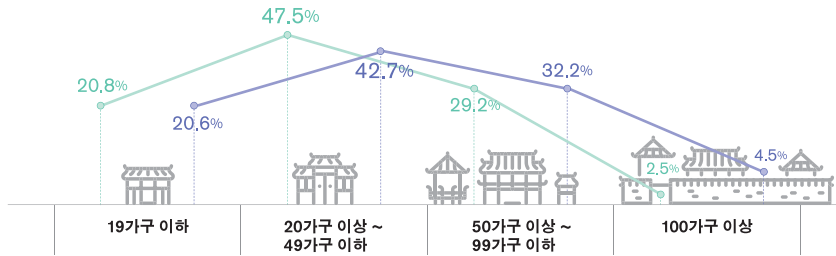 47.5%
20.8%
42.7%
32.2%
20.6%
29.2%
4.5%
2.5%
19가구 이하
20가구 이상 ~
49가구 이하
50가구 이상 ~
99가구 이하
100가구 이상